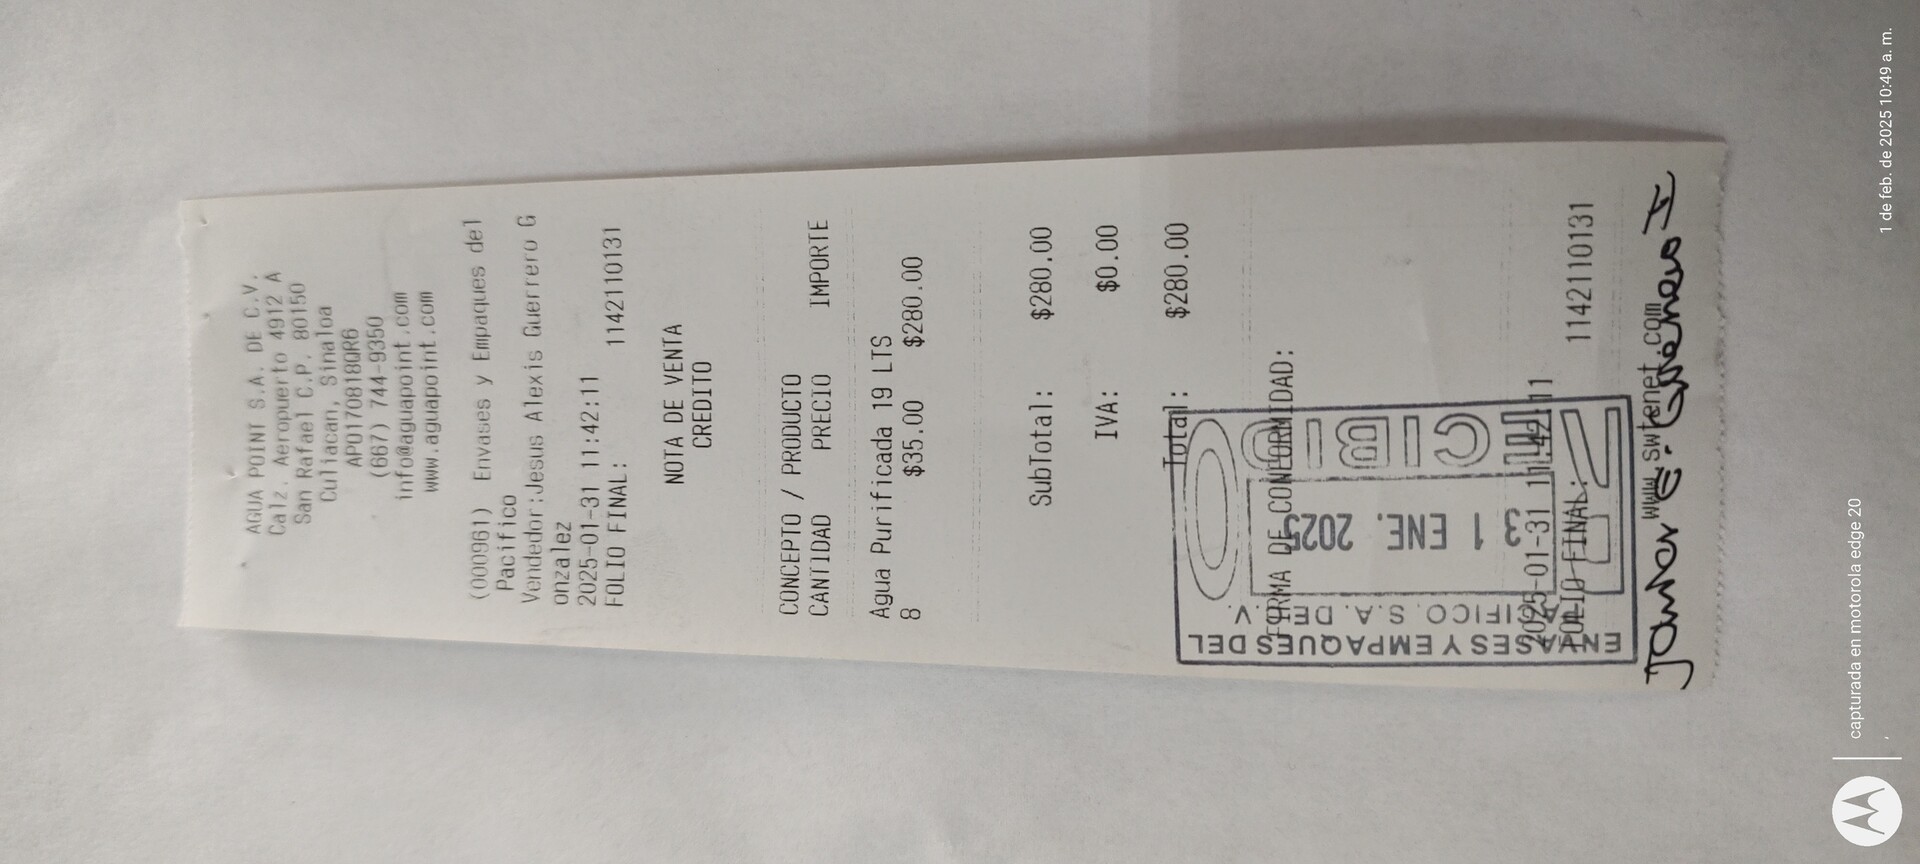 AGUA POINT S.A. DE C.V.
Calz. Aeropuerto 4912 A
San Rafael C.P. 80150
Culiacan, Sinaloa
APO170818QR6
(667) 744-9350
info@aguapoint.com
www.aguapoint.com
(000961) Envases y Empaques del
Pacifico
Vendedor:Jesus Alexis Guerrero G
onzalez
2025-01-31 11:42:11
FOLIO FINAL: 1142110131
NOTA DE VENTA
CREDITO
CONCEPTO / PRODUCTO
CANTIDAD PRECIO IMPORTE
Agua Purificada 19 LTS
8 $35.00 $280.00
SubTotal: $280.00
IVA: $0.00
Total: $280.00
FIRMA DE CONFORMIDAD:
2025-01-31 11:42:11
FOLIO FINAL: 1142110131
ENVASES Y EMPAQUES DEL
PACIFICO. S.A. DE C.V.
31 ENE. 2025
RECIBIDO
capturada en motorola edge 20
1 de feb. de 2025 10:49 a. m.